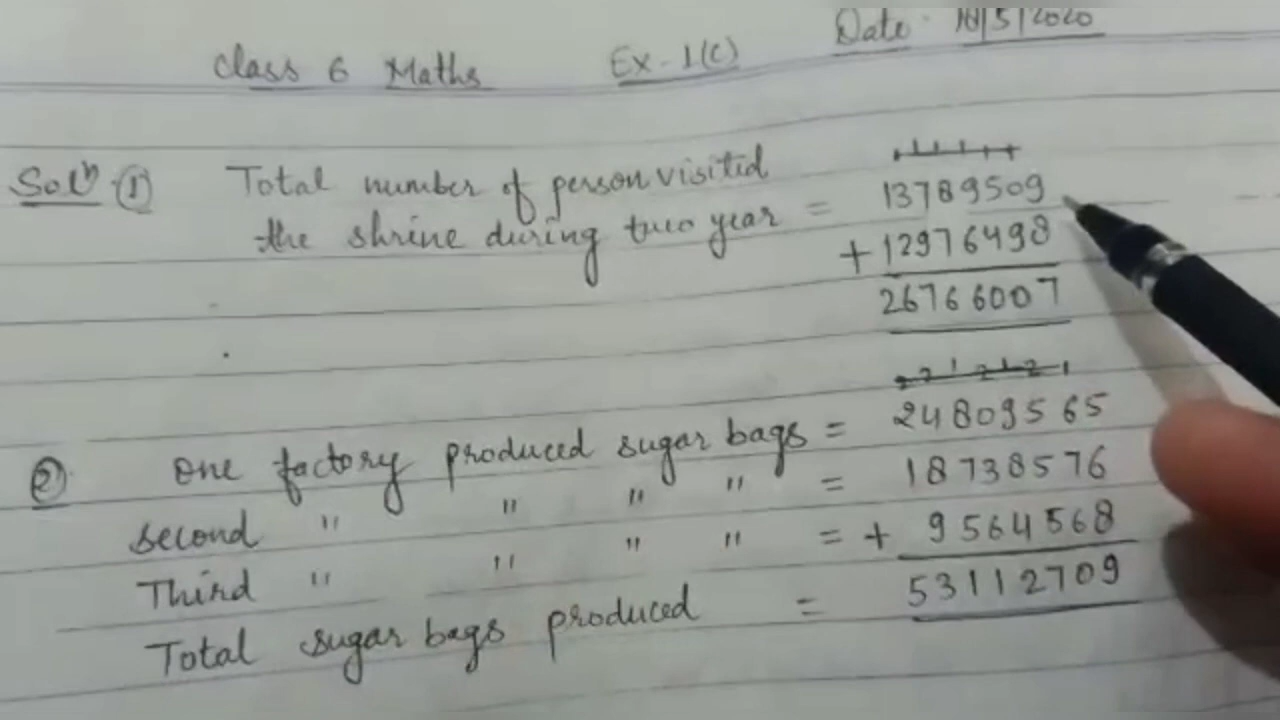 Date 18/5/2020
Class 6 Maths Ex-1(C)
Solⁿ ① Total number of person visitid
the shrine during two year = 13789509
+ 12976498
26766007
② One factory produced sugar bags = 24809565
Second " " " " = 18738576
Third " " " " = + 9564568
Total sugar bags produced = 53112709